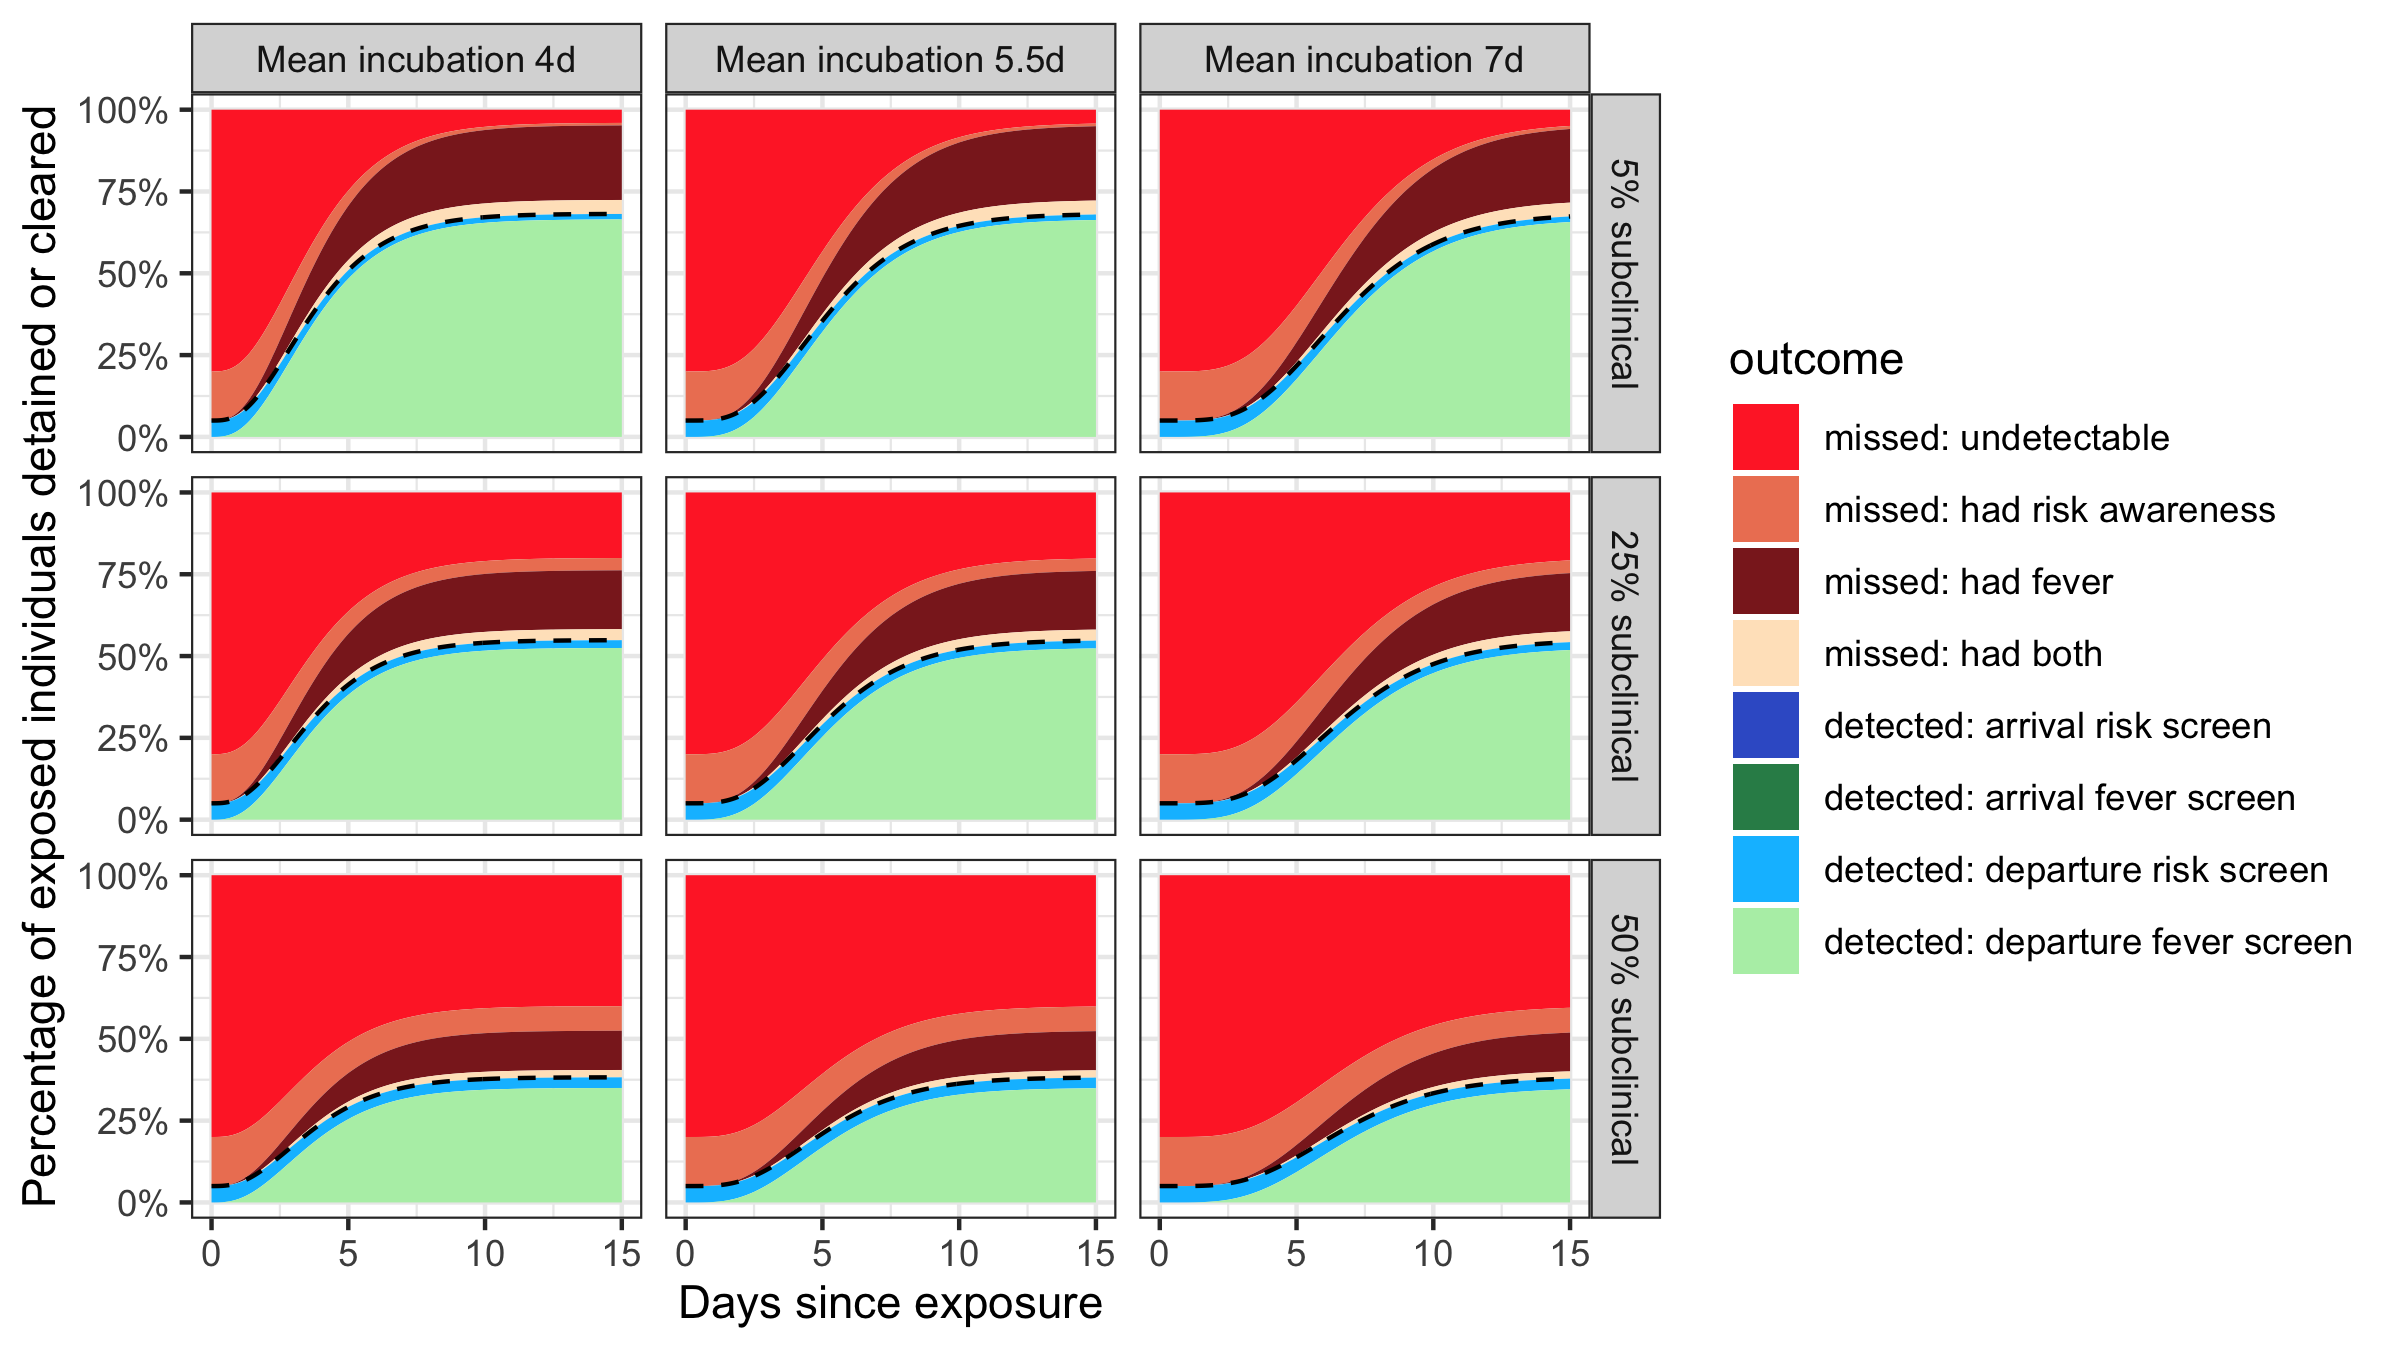 Mean incubation 4d
Mean incubation 5.5d
Mean incubation 7d
Percentage of exposed individuals detained or cleared
100%
75%
50%
25%
0%
5% subclinical
100%
75%
50%
25%
0%
25% subclinical
100%
75%
50%
25%
0%
50% subclinical
0 5 10 15
0 5 10 15
0 5 10 15
Days since exposure
outcome
missed: undetectable
missed: had risk awareness
missed: had fever
missed: had both
detected: arrival risk screen
detected: arrival fever screen
detected: departure risk screen
detected: departure fever screen